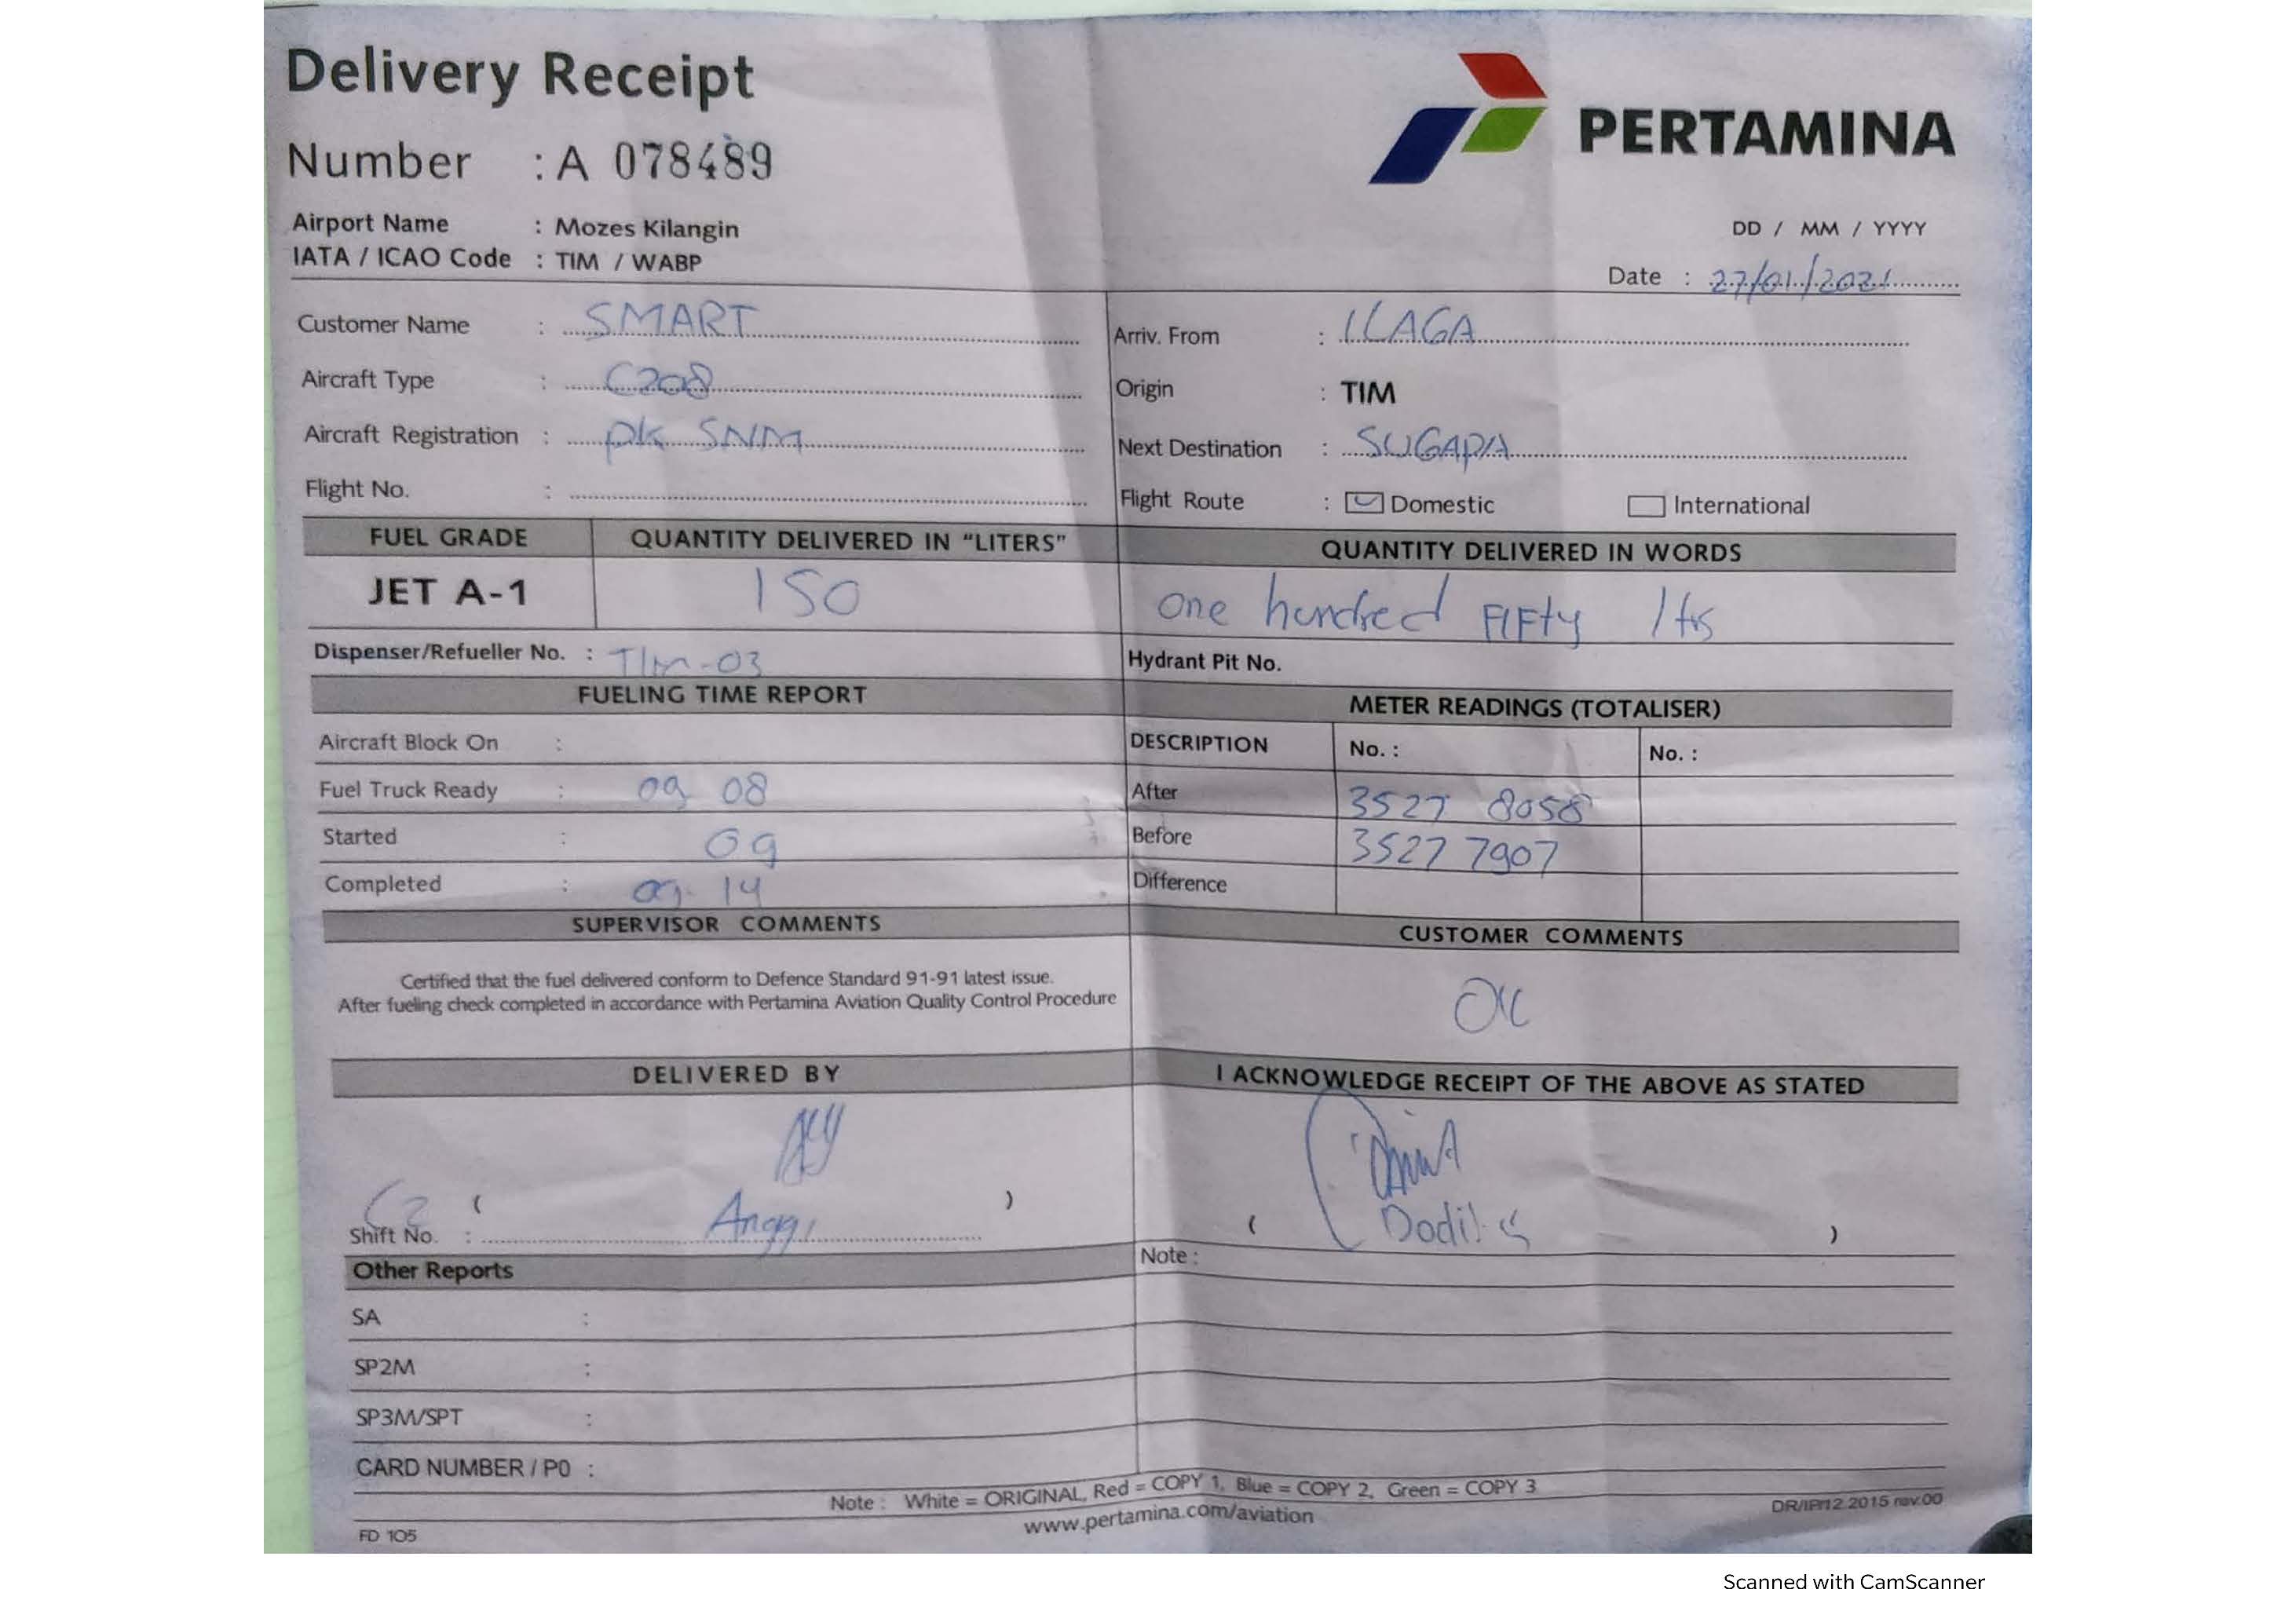 Delivery Receipt
PERTAMINA
Number : A 078489
Airport Name : Mozes Kilangin
IATA / ICAO Code : TIM / WABP
DD / MM / YYYY
Date : 27/01/2021
Customer Name : SMART
Arriv. From : ILAGA
Aircraft Type : C208
Origin : TIM
Aircraft Registration : PK SNM
Next Destination : SUGAPA
Flight No. :
Flight Route : Domestic International
FUEL GRADE QUANTITY DELIVERED IN "LITERS" QUANTITY DELIVERED IN WORDS
JET A-1 150 one hundred FIFty ltrs
Dispenser/Refueller No. : TIM-03 Hydrant Pit No.
FUELING TIME REPORT METER READINGS (TOTALISER)
Aircraft Block On : DESCRIPTION No. : No. :
Fuel Truck Ready : 09 08 After 3527 8058
Started : 09 Before 3527 7907
Completed : 09. 14 Difference
SUPERVISOR COMMENTS CUSTOMER COMMENTS
Certified that the fuel delivered conform to Defence Standard 91-91 latest issue.
After fueling check completed in accordance with Pertamina Aviation Quality Control Procedure
OK
DELIVERED BY I ACKNOWLEDGE RECEIPT OF THE ABOVE AS STATED
( ) ( )
Shift No. : Anggi
Note :
Other Reports
SA :
SP2M :
SP3M/SPT :
CARD NUMBER / PO :
Note : White = ORIGINAL, Red = COPY 1, Blue = COPY 2, Green = COPY 3
www.pertamina.com/aviation
FD 105
DR/IP/12.2015 rev.00
Scanned with CamScanner